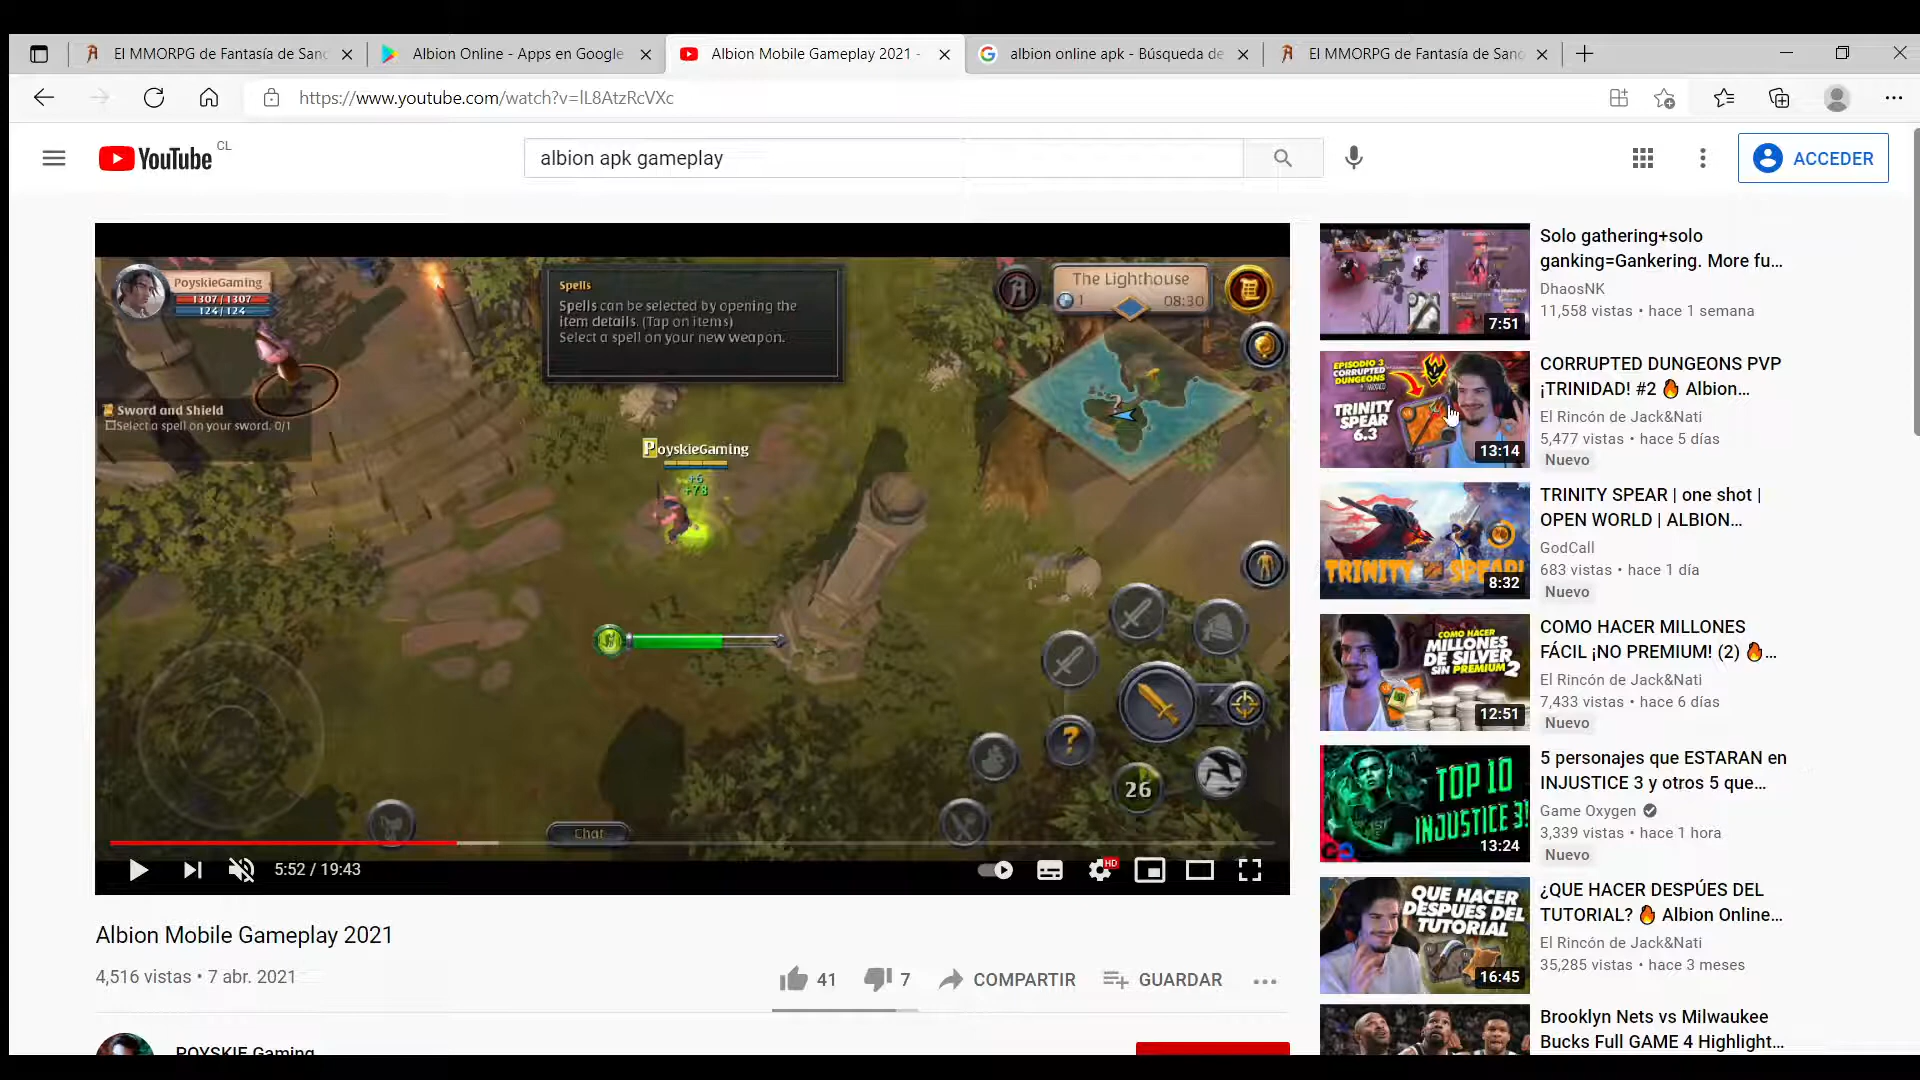 El MMORPG de Fantasía de Sand
Albion Online - Apps en Google
Albion Mobile Gameplay 2021 -
albion online apk - Búsqueda de
El MMORPG de Fantasía de Sand
https://www.youtube.com/watch?v=lL8AtzRcVXc
YouTube CL
albion apk gameplay
ACCEDER
PoyskieGaming
1307 / 1307
124 / 124
Spells
Spells can be selected by opening the
item details. (Tap on items)
Select a spell on your new weapon.
The Lighthouse
1
08:30
Sword and Shield
Select a spell on your sword. 0/1
PoyskieGaming
+6
+78
?
26
Chat
5:52 / 19:43
HD
Albion Mobile Gameplay 2021
4,516 vistas • 7 abr. 2021
41
7
COMPARTIR
GUARDAR
POYSKIE Gaming
7:51
Solo gathering+solo
ganking=Gankering. More fu...
DhaosNK
11,558 vistas • hace 1 semana
EPISODIO 3
CORRUPTED
DUNGEONS
TRINITY
SPEAR
6.3
13:14
CORRUPTED DUNGEONS PVP
¡TRINIDAD! #2 🔥 Albion...
El Rincón de Jack&Nati
5,477 vistas • hace 5 días
Nuevo
TRINITY SPEAR
8:32
TRINITY SPEAR | one shot |
OPEN WORLD | ALBION...
GodCall
683 vistas • hace 1 día
Nuevo
COMO HACER
MILLONES
DE SILVER
SIN PREMIUM 2
12:51
COMO HACER MILLONES
FÁCIL ¡NO PREMIUM! (2) 🔥...
El Rincón de Jack&Nati
7,433 vistas • hace 6 días
Nuevo
TOP 10
INJUSTICE 3!
13:24
5 personajes que ESTARAN en
INJUSTICE 3 y otros 5 que...
Game Oxygen
3,339 vistas • hace 1 hora
Nuevo
QUE HACER
DESPUES DEL
TUTORIAL
16:45
¿QUE HACER DESPÚES DEL
TUTORIAL? 🔥 Albion Online...
El Rincón de Jack&Nati
35,285 vistas • hace 3 meses
Brooklyn Nets vs Milwaukee
Bucks Full GAME 4 Highlight...